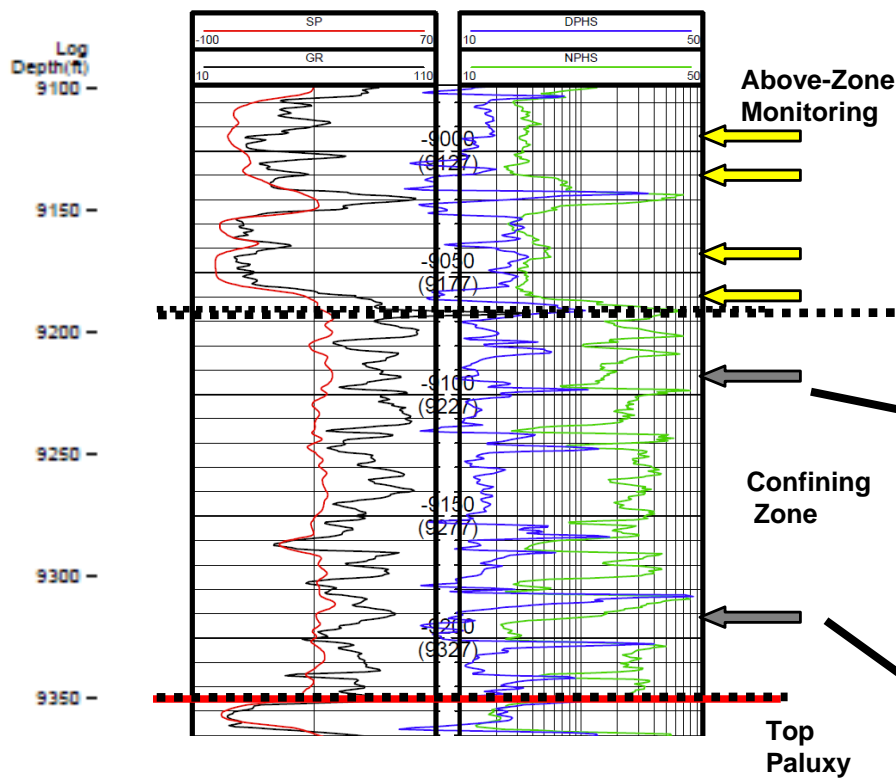 SP
-100 70
GR
10 110
DPHS
10 50
NPHS
10 50
Log
Depth(ft)
9100
9150
9200
9250
9300
9350
-9000
(9127)
-9050
(9177)
-9100
(9227)
-9150
(9277)
-9200
(9327)
Above-Zone
Monitoring
Confining
Zone
Top
Paluxy